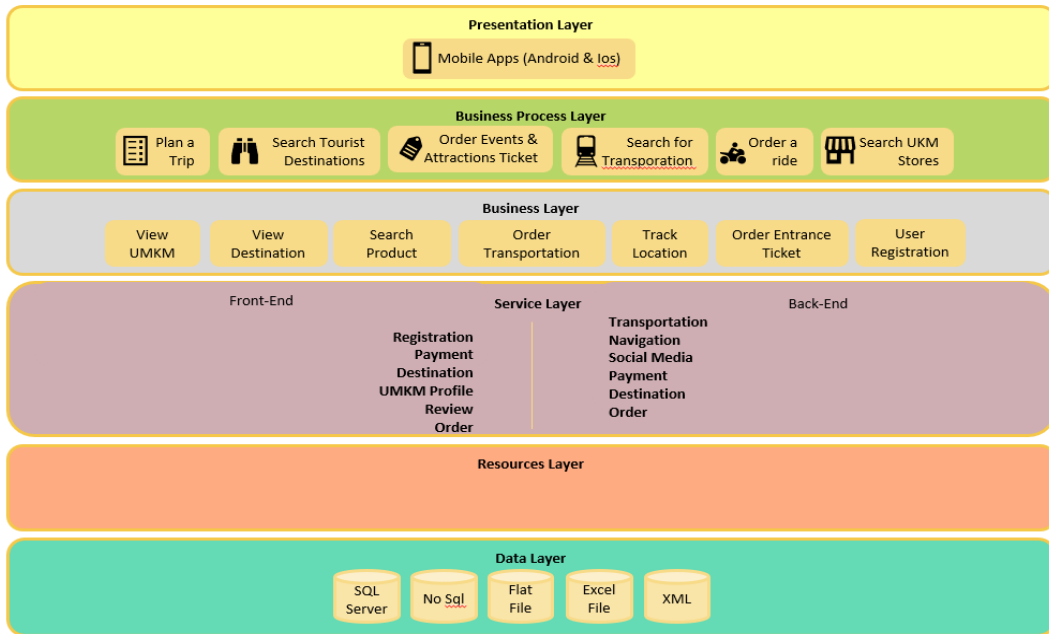 Presentation Layer
Mobile Apps (Android & Ios)
Business Process Layer
Plan a
Trip
Search Tourist
Destinations
Order Events &
Attractions Ticket
Search for
Transporation
Order a
ride
Search UKM
Stores
Business Layer
View
UMKM
View
Destination
Search
Product
Order
Transportation
Track
Location
Order Entrance
Ticket
User
Registration
Front-End
Service Layer
Back-End
Registration
Payment
Destination
UMKM Profile
Review
Order
Transportation
Navigation
Social Media
Payment
Destination
Order
Resources Layer
Data Layer
SQL
Server
No Sql
Flat
File
Excel
File
XML